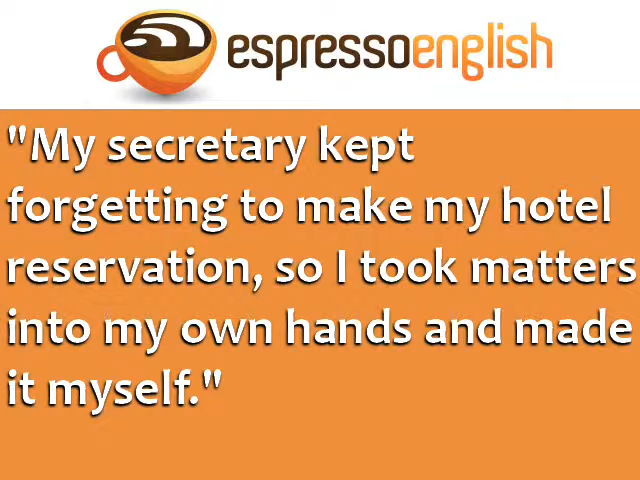 espressoenglish
"My secretary kept
forgetting to make my hotel
reservation, so I took matters
into my own hands and made
it myself."